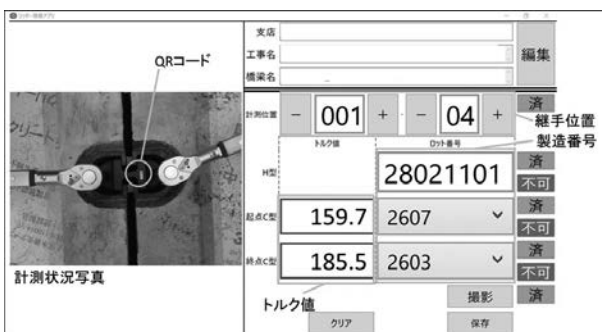 支店
工事名
橋梁名
編集
QRコード
計測位置
- 001 + - 04 +
済
継手位置
製造番号
トルク値
ロット番号
H型
28021101
済
不可
起点C型
159.7
2607
済
不可
終点C型
185.5
2603
済
不可
計測状況写真
トルク値
撮影
済
クリア
保存